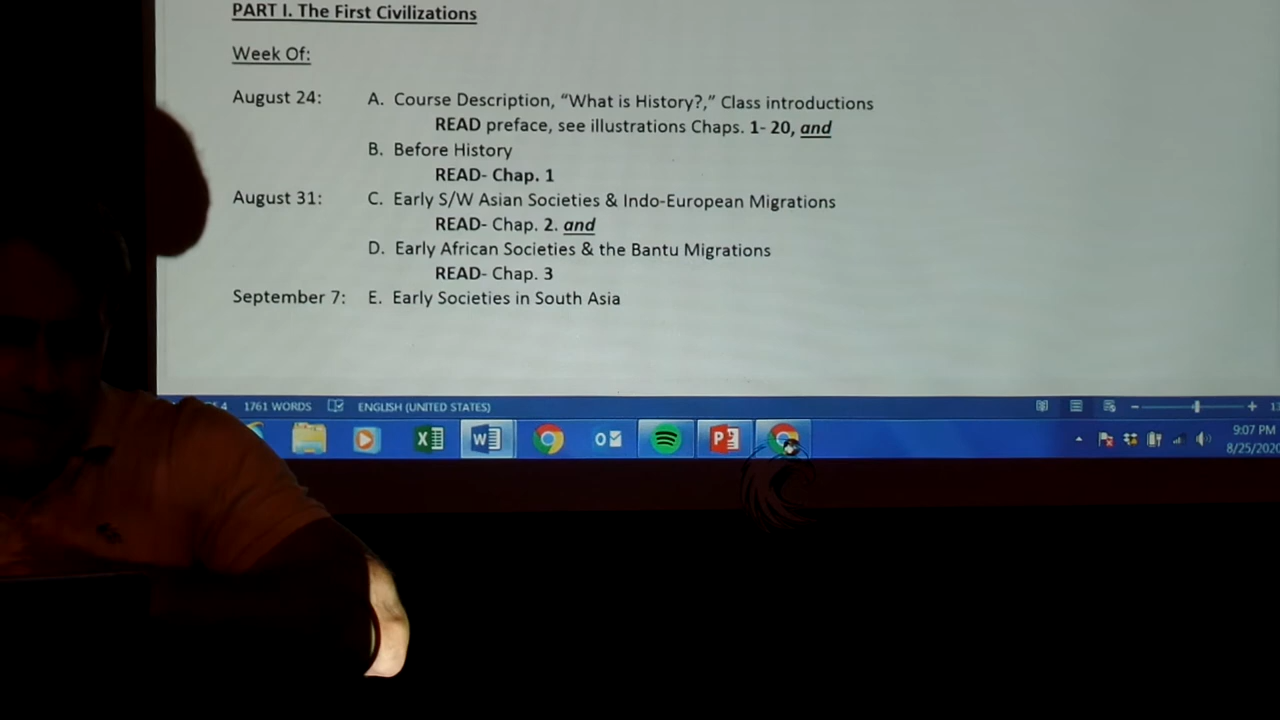 PART I. The First Civilizations
Week Of:
August 24: A. Course Description, “What is History?,” Class introductions
READ preface, see illustrations Chaps. 1- 20, and
B. Before History
READ- Chap. 1
August 31: C. Early S/W Asian Societies & Indo-European Migrations
READ- Chap. 2. and
D. Early African Societies & the Bantu Migrations
READ- Chap. 3
September 7: E. Early Societies in South Asia
1761 WORDS ENGLISH (UNITED STATES)
9:07 PM
8/25/2020